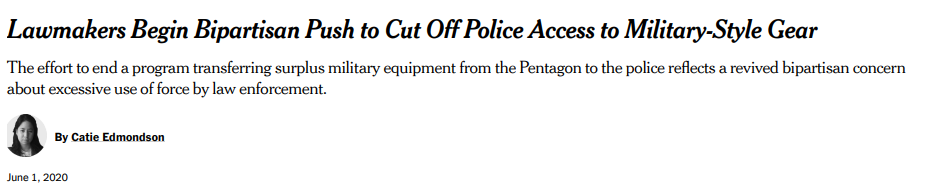 Lawmakers Begin Bipartisan Push to Cut Off Police Access to Military-Style Gear
The effort to end a program transferring surplus military equipment from the Pentagon to the police reflects a revived bipartisan concern
about excessive use of force by law enforcement.
By Catie Edmondson
June 1, 2020